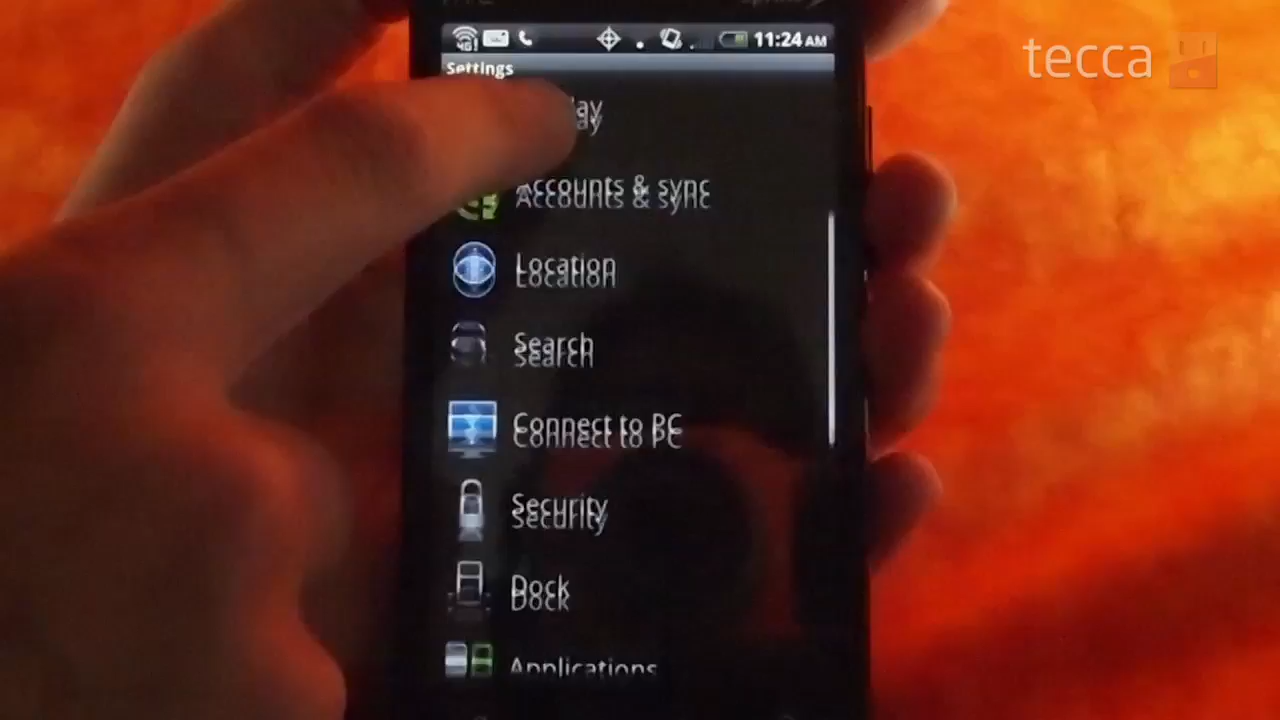 tecca
11:24 AM
Settings
Accounts & sync
Location
Search
Connect to PC
Security
Dock
Applications